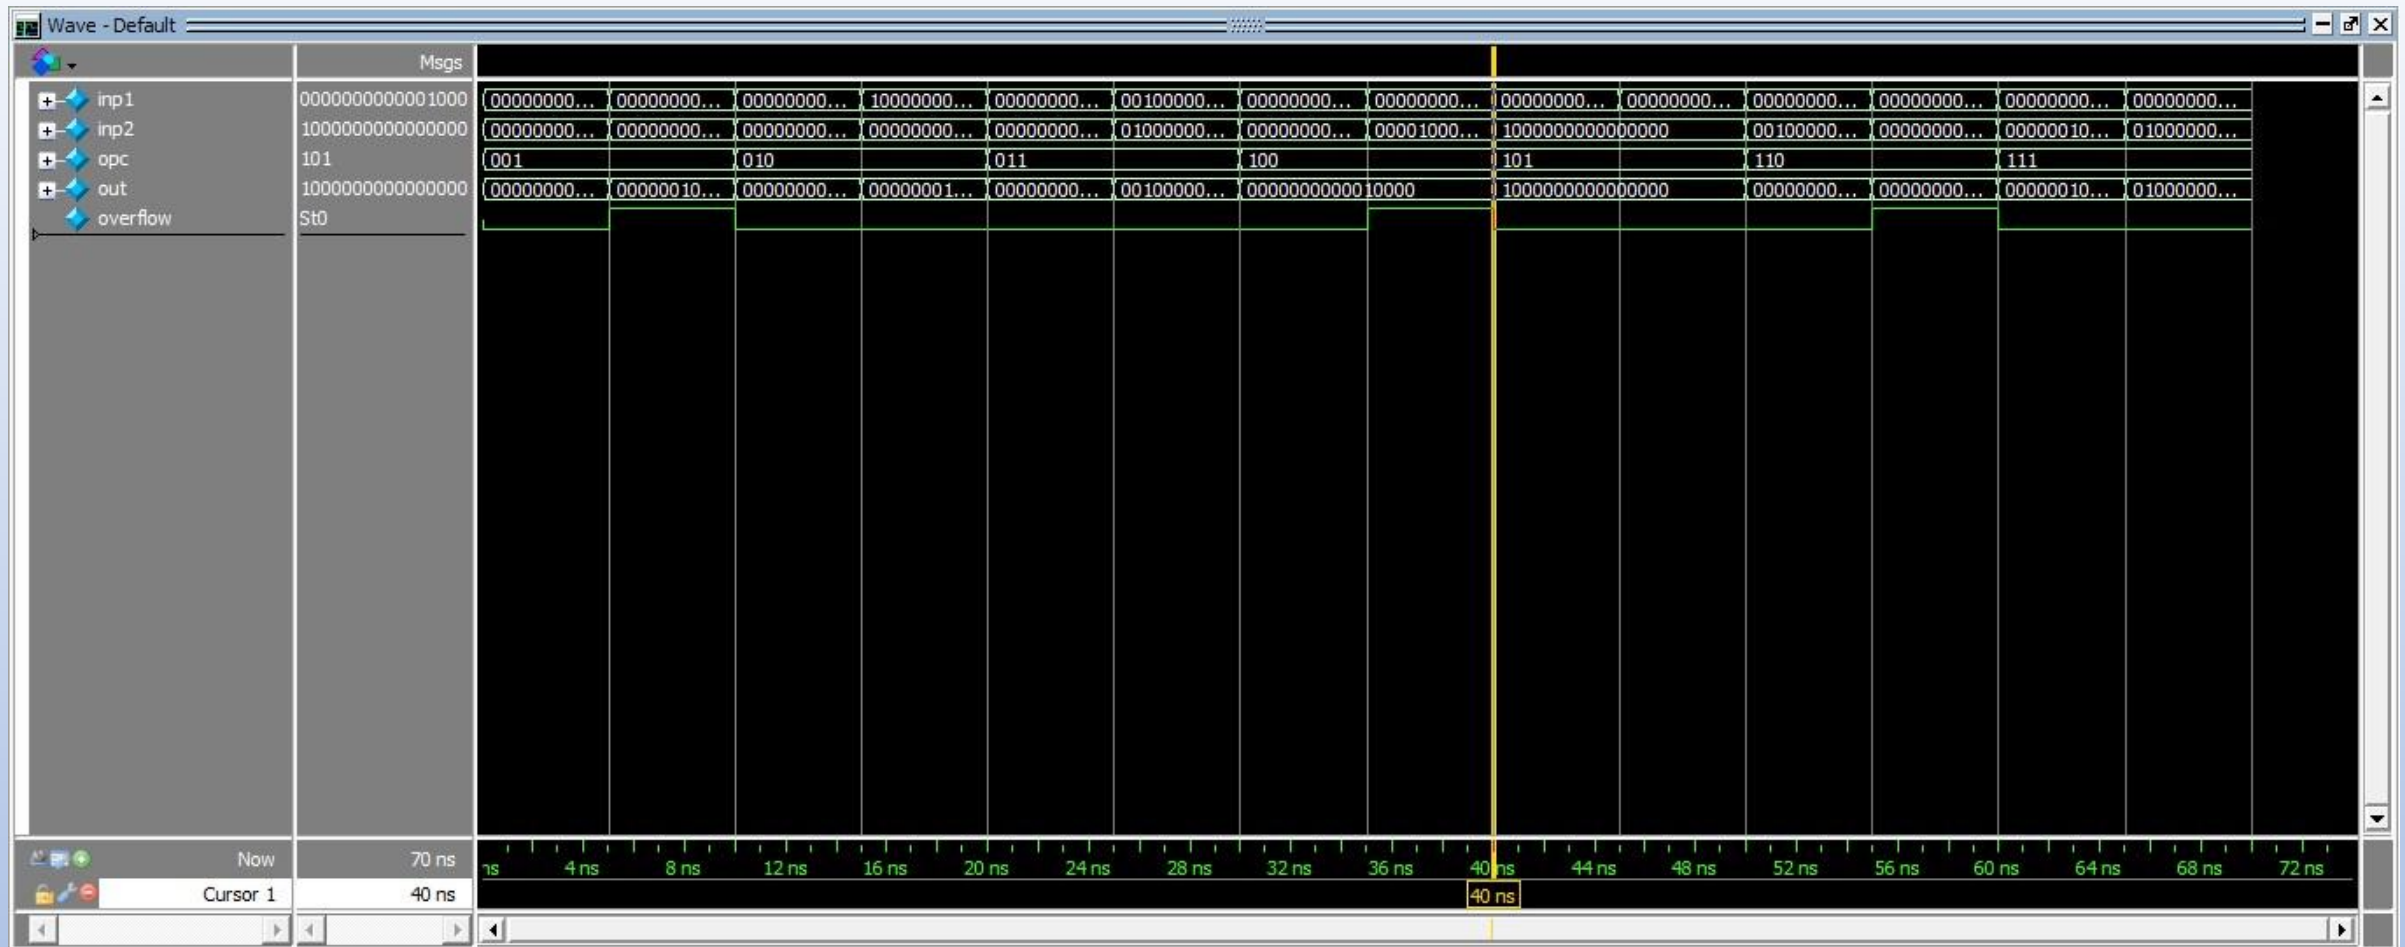 Wave - Default
Msgs
inp1 0000000000001000 00000000... 00000000... 00000000... 10000000... 00000000... 00100000... 00000000... 00000000... 00000000... 00000000... 00000000... 00000000... 00000000... 00000000...
inp2 1000000000000000 00000000... 00000000... 00000000... 00000000... 00000000... 01000000... 00000000... 00001000... 1000000000000000 00100000... 00000000... 00000010... 01000000...
opc 101 001 010 011 100 101 110 111
out 1000000000000000 00000000... 00000010... 00000000... 00000001... 00000000... 00100000... 0000000000010000 1000000000000000 00000000... 00000000... 00000010... 01000000...
overflow St0
Now 70 ns ns 4 ns 8 ns 12 ns 16 ns 20 ns 24 ns 28 ns 32 ns 36 ns 40 ns 44 ns 48 ns 52 ns 56 ns 60 ns 64 ns 68 ns 72 ns
Cursor 1 40 ns 40 ns